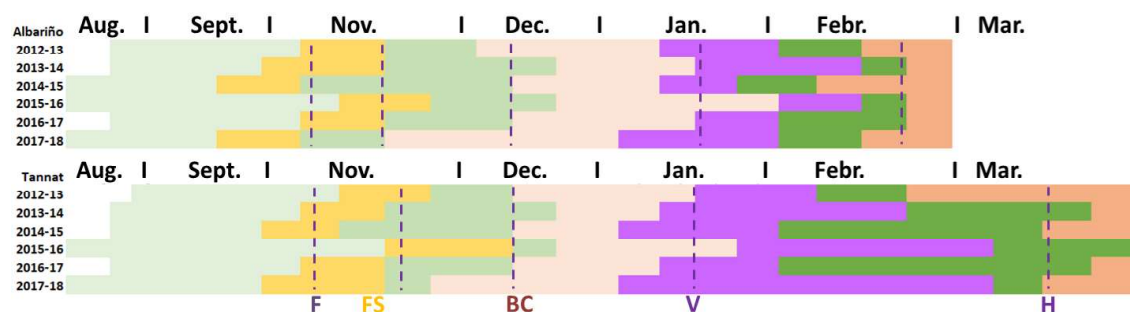 Aug. I Sept. I Nov. I Dec. I Jan. I Febr. I Mar.
Albariño
2012-13
2013-14
2014-15
2015-16
2016-17
2017-18
Aug. I Sept. I Nov. I Dec. I Jan. I Febr. I Mar.
Tannat
2012-13
2013-14
2014-15
2015-16
2016-17
2017-18
F FS BC V H